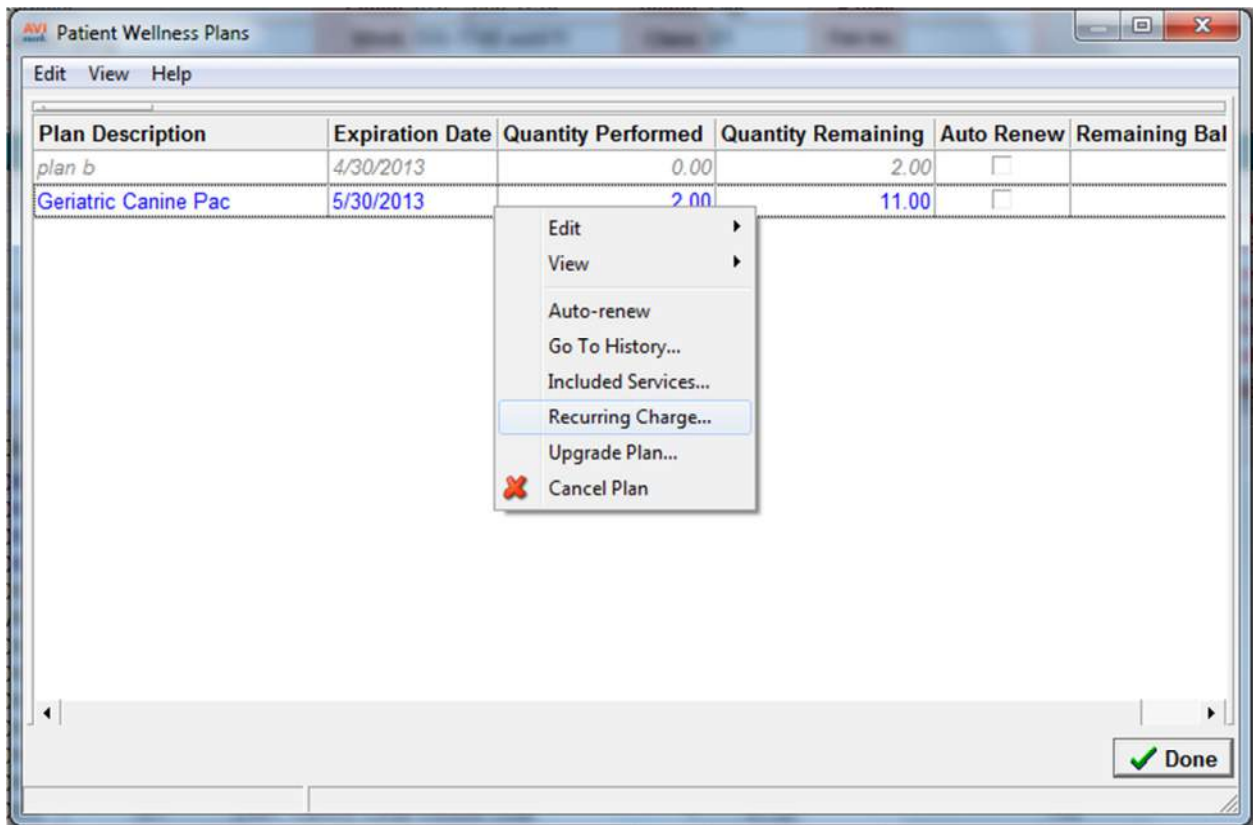 AVI mark Patient Wellness Plans
Edit View Help
Plan Description Expiration Date Quantity Performed Quantity Remaining Auto Renew Remaining Bal
plan b 4/30/2013 0.00 2.00
Geriatric Canine Pac 5/30/2013 2.00 11.00
Edit
View
Auto-renew
Go To History...
Included Services...
Recurring Charge...
Upgrade Plan...
Cancel Plan
Done